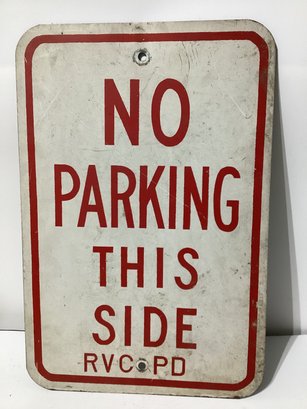 NO
PARKING
THIS
SIDE
RVC PD